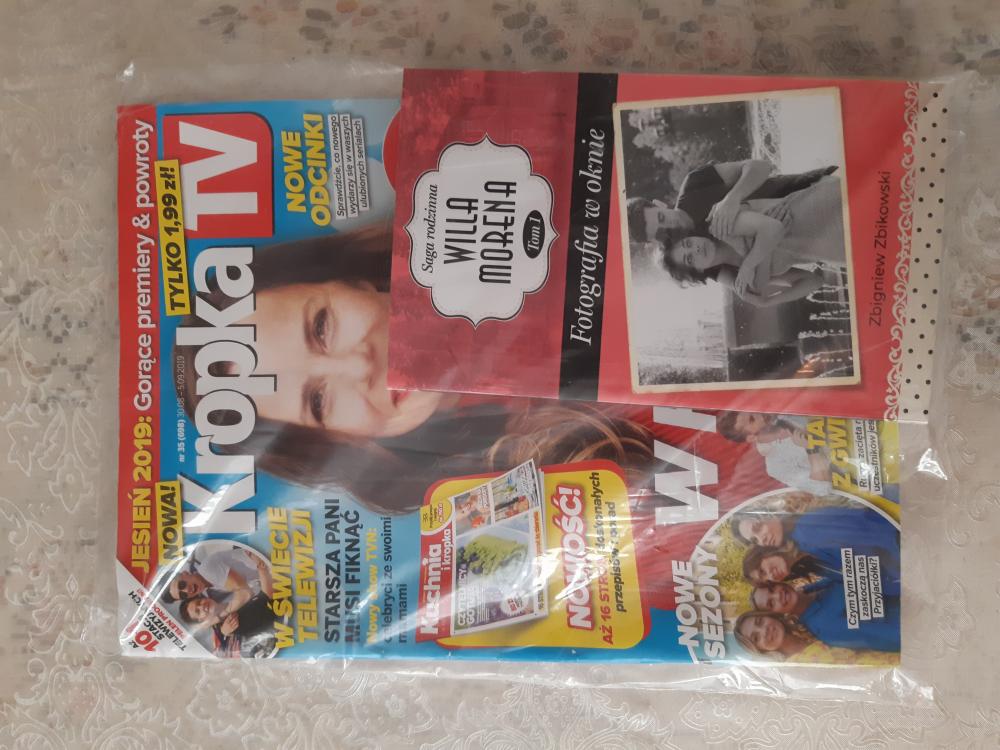 JESIEŃ 2019: Gorące premiery & powroty
NOWA!
TYLKO 1,99 zł!
Kropka TV
nr 35 (698) 30.08 – 5.09.2019
NOWE
ODCINKI
Sprawdźcie, co nowego
wydarzy się w waszych
ulubionych serialach
W ŚWIECIE
TELEWIZJI
STARSZA PANI
MUSI FIKNĄĆ
Nowy show TVN:
celebryci ze swoimi
mamami
Kuchnia
i kropka
NOWOŚĆ!
AŻ 16 STRON
przepisów
NOWE
SEZONY
Czym tym razem
zaskoczą nas
Przyjaciółki?
Saga rodzinna
WILLA
MORENA
Tom 1
Fotografia w oknie
Zbigniew Zbikowski